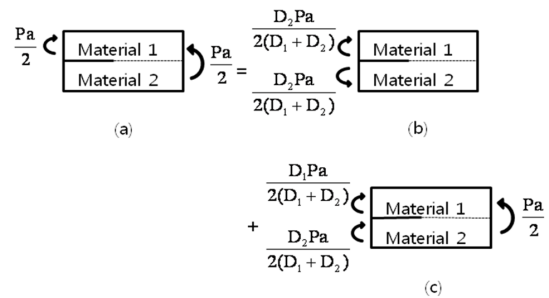 Pa
2
Material 1
Material 2
Pa
2
=
D₂Pa
2(D₁ + D₂)
D₂Pa
2(D₁ + D₂)
Material 1
Material 2
(a)
(b)
+
D₁Pa
2(D₁ + D₂)
D₂Pa
2(D₁ + D₂)
Material 1
Material 2
Pa
2
(c)